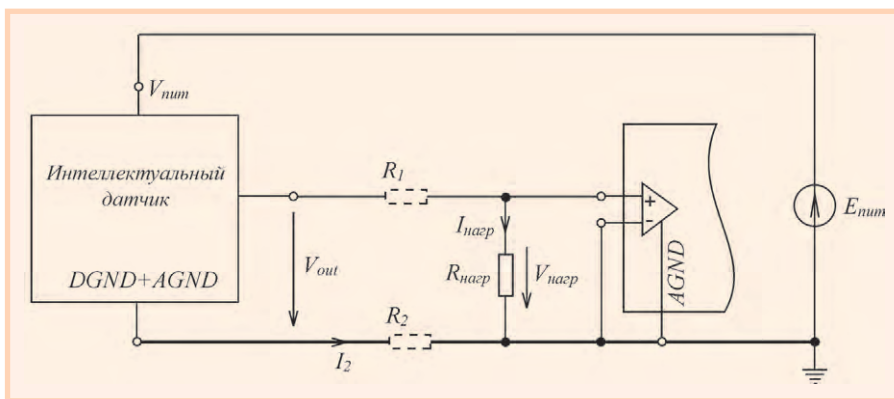 V_пит
Интеллектуальный
датчик
DGND+AGND
V_out
R_1
I_нагр
R_нагр
V_нагр
R_2
I_2
+
-
AGND
E_пит